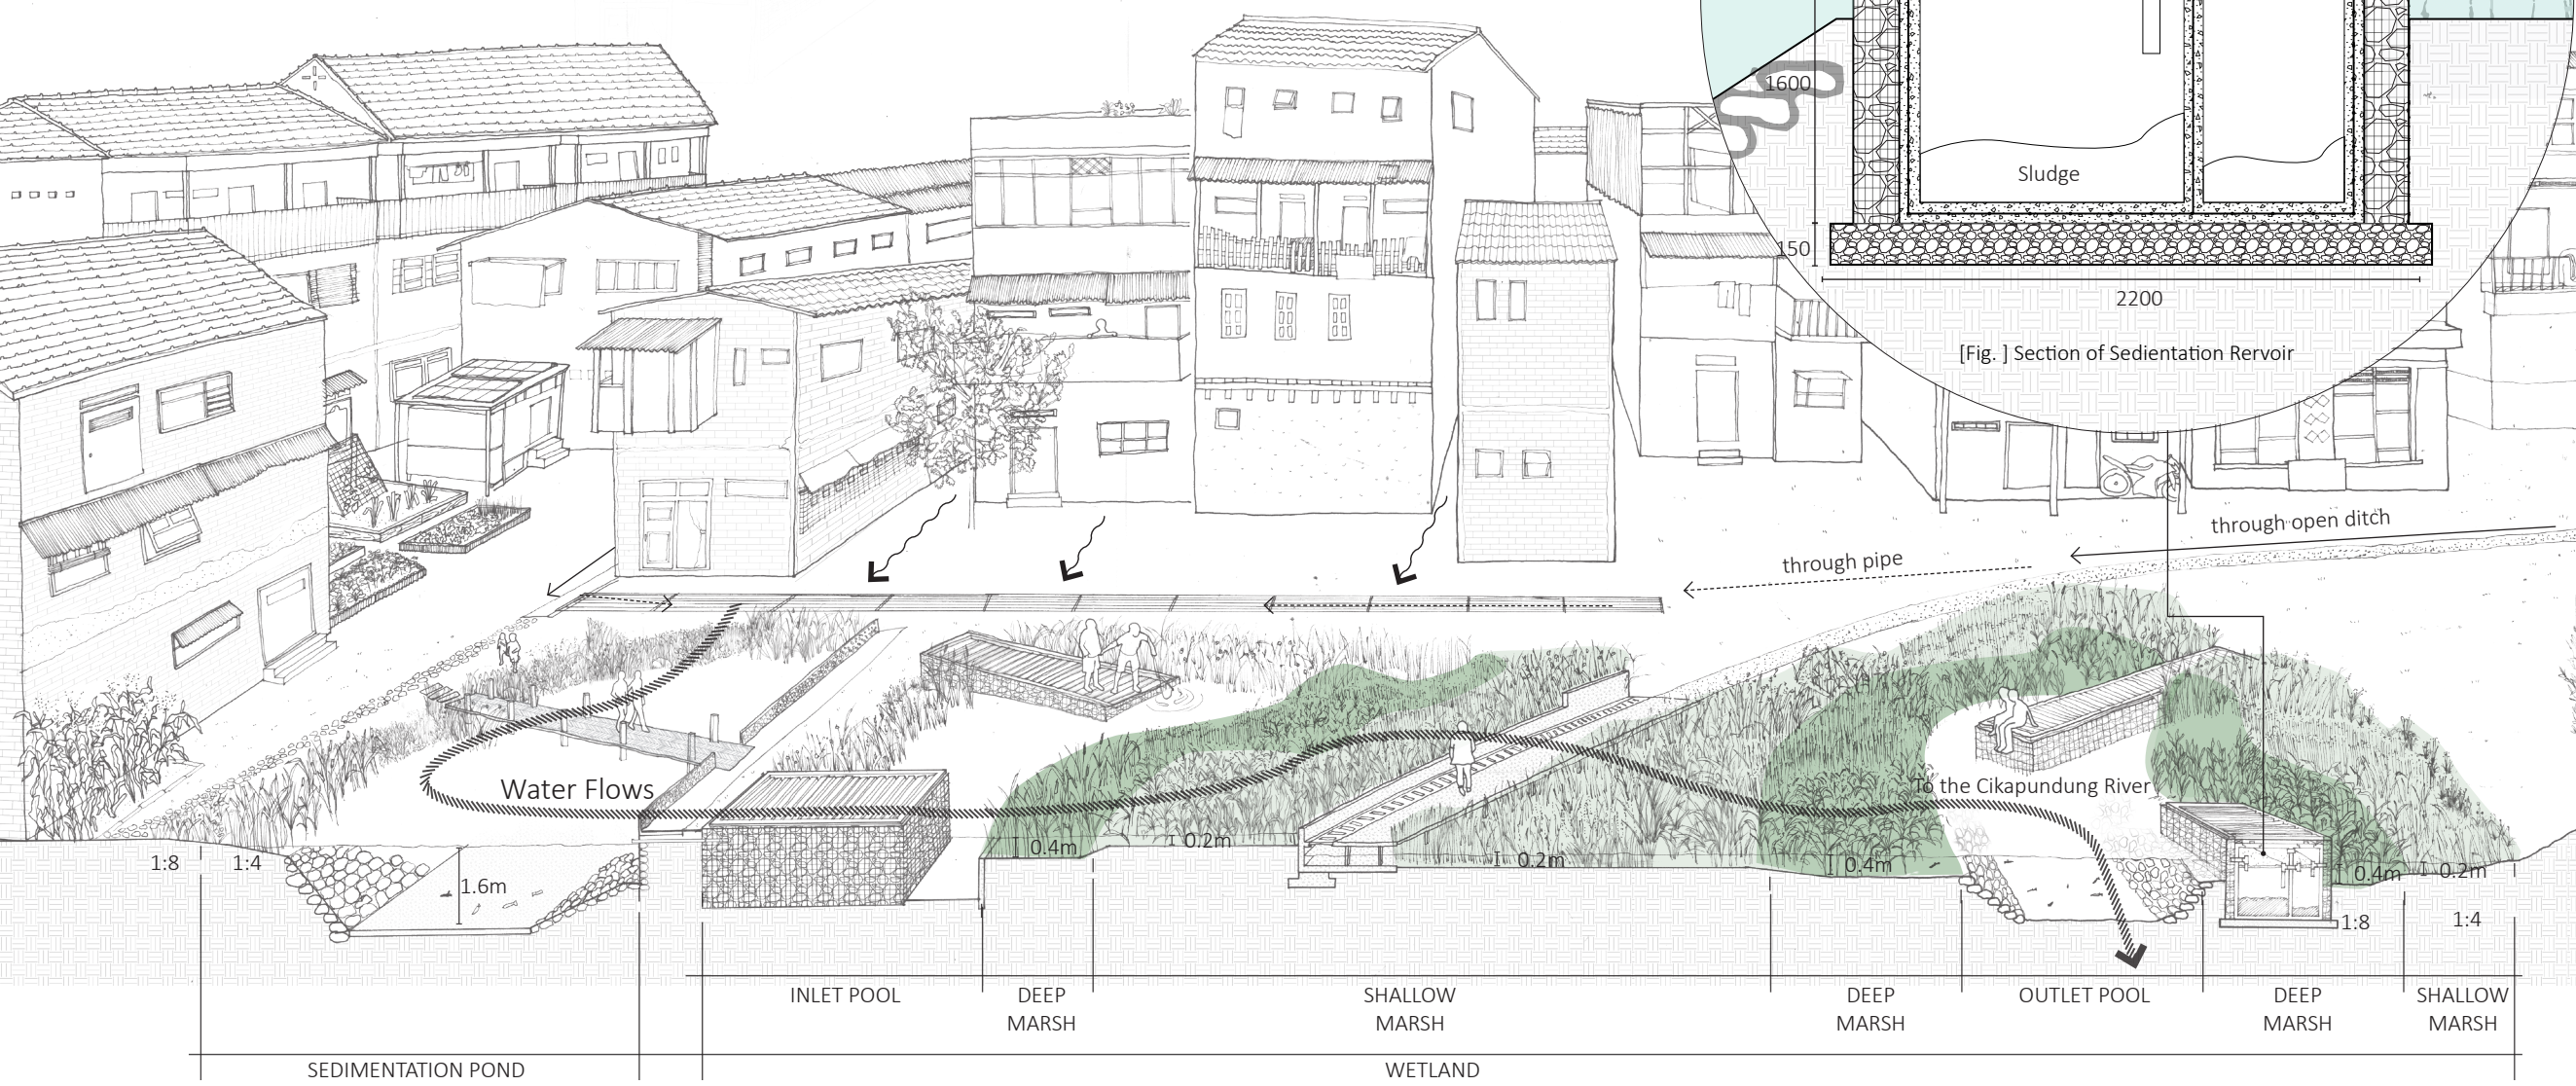 1600
Sludge
150
2200
[Fig. ] Section of Sedientation Rervoir
through open ditch
through pipe
Water Flows
To the Cikapundung River
1:8
1:4
1.6m
0.4m
0.2m
0.2m
0.4m
0.4m
0.2m
1:8
1:4
INLET POOL
DEEP
MARSH
SHALLOW
MARSH
DEEP
MARSH
OUTLET POOL
DEEP
MARSH
SHALLOW
MARSH
SEDIMENTATION POND
WETLAND